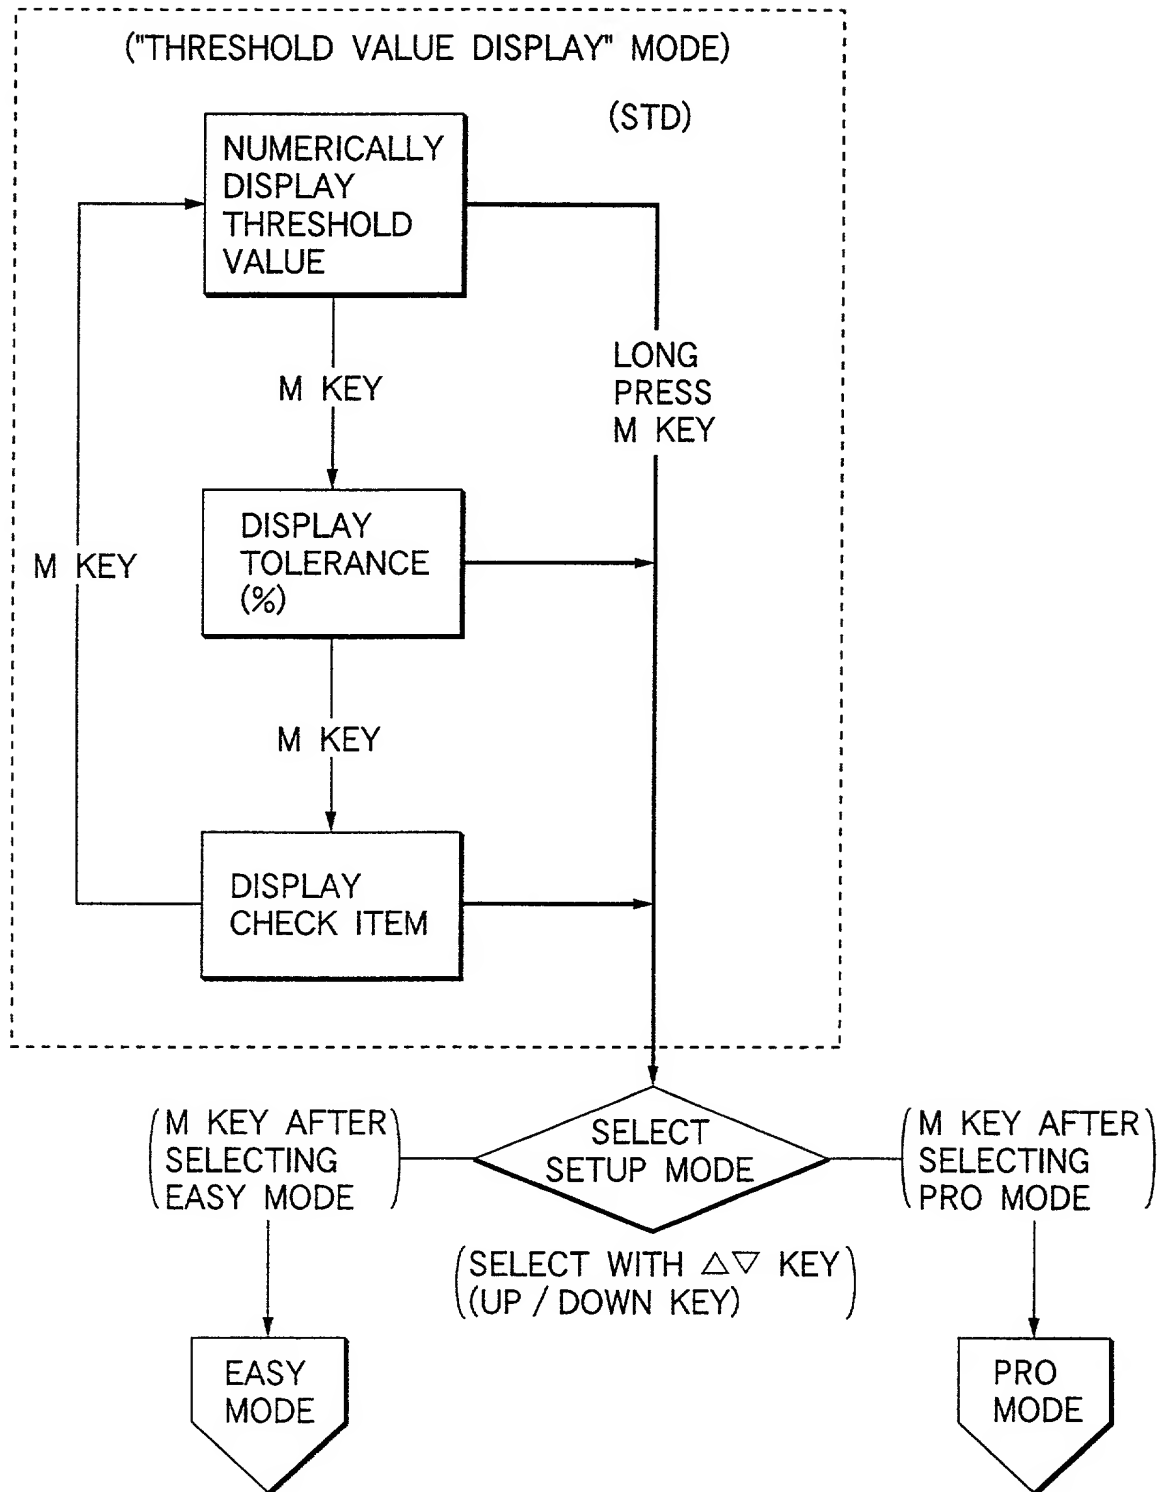 ("THRESHOLD VALUE DISPLAY" MODE)
(STD)
NUMERICALLY
DISPLAY
THRESHOLD
VALUE
LONG
PRESS
M KEY
M KEY
DISPLAY
TOLERANCE
(%)
M KEY
M KEY
DISPLAY
CHECK ITEM
(M KEY AFTER
SELECTING
EASY MODE)
SELECT
SETUP MODE
(M KEY AFTER
SELECTING
PRO MODE)
(SELECT WITH △▽ KEY
(UP / DOWN KEY))
EASY
MODE
PRO
MODE